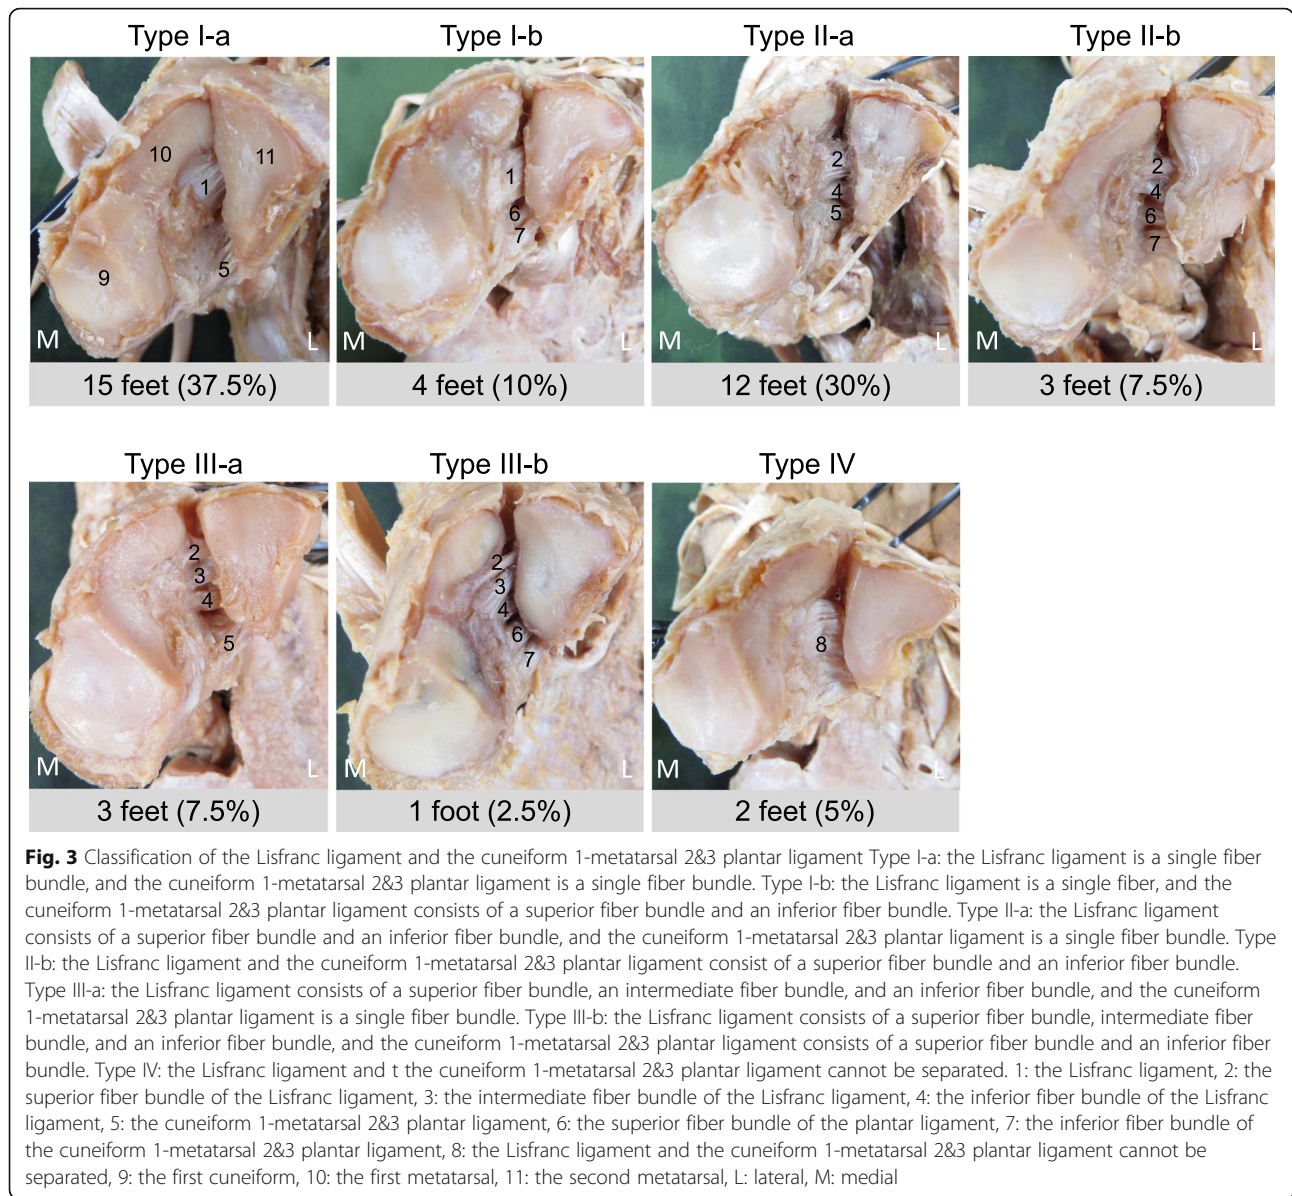 Type I-a
Type I-b
Type II-a
Type II-b
10
11
1
9
5
M
L
1
6
7
M
L
2
4
5
M
L
2
4
6
7
M
L
15 feet (37.5%)
4 feet (10%)
12 feet (30%)
3 feet (7.5%)
Type III-a
Type III-b
Type IV
2
3
4
5
M
L
2
3
4
6
7
M
L
8
M
L
3 feet (7.5%)
1 foot (2.5%)
2 feet (5%)
Fig. 3 Classification of the Lisfranc ligament and the cuneiform 1-metatarsal 2&3 plantar ligament Type I-a: the Lisfranc ligament is a single fiber
bundle, and the cuneiform 1-metatarsal 2&3 plantar ligament is a single fiber bundle. Type I-b: the Lisfranc ligament is a single fiber, and the
cuneiform 1-metatarsal 2&3 plantar ligament consists of a superior fiber bundle and an inferior fiber bundle. Type II-a: the Lisfranc ligament
consists of a superior fiber bundle and an inferior fiber bundle, and the cuneiform 1-metatarsal 2&3 plantar ligament is a single fiber bundle. Type
II-b: the Lisfranc ligament and the cuneiform 1-metatarsal 2&3 plantar ligament consist of a superior fiber bundle and an inferior fiber bundle.
Type III-a: the Lisfranc ligament consists of a superior fiber bundle, an intermediate fiber bundle, and an inferior fiber bundle, and the cuneiform
1-metatarsal 2&3 plantar ligament is a single fiber bundle. Type III-b: the Lisfranc ligament consists of a superior fiber bundle, intermediate fiber
bundle, and an inferior fiber bundle, and the cuneiform 1-metatarsal 2&3 plantar ligament consists of a superior fiber bundle and an inferior fiber
bundle. Type IV: the Lisfranc ligament and t the cuneiform 1-metatarsal 2&3 plantar ligament cannot be separated. 1: the Lisfranc ligament, 2: the
superior fiber bundle of the Lisfranc ligament, 3: the intermediate fiber bundle of the Lisfranc ligament, 4: the inferior fiber bundle of the Lisfranc
ligament, 5: the cuneiform 1-metatarsal 2&3 plantar ligament, 6: the superior fiber bundle of the plantar ligament, 7: the inferior fiber bundle of
the cuneiform 1-metatarsal 2&3 plantar ligament, 8: the Lisfranc ligament and the cuneiform 1-metatarsal 2&3 plantar ligament cannot be
separated, 9: the first cuneiform, 10: the first metatarsal, 11: the second metatarsal, L: lateral, M: medial